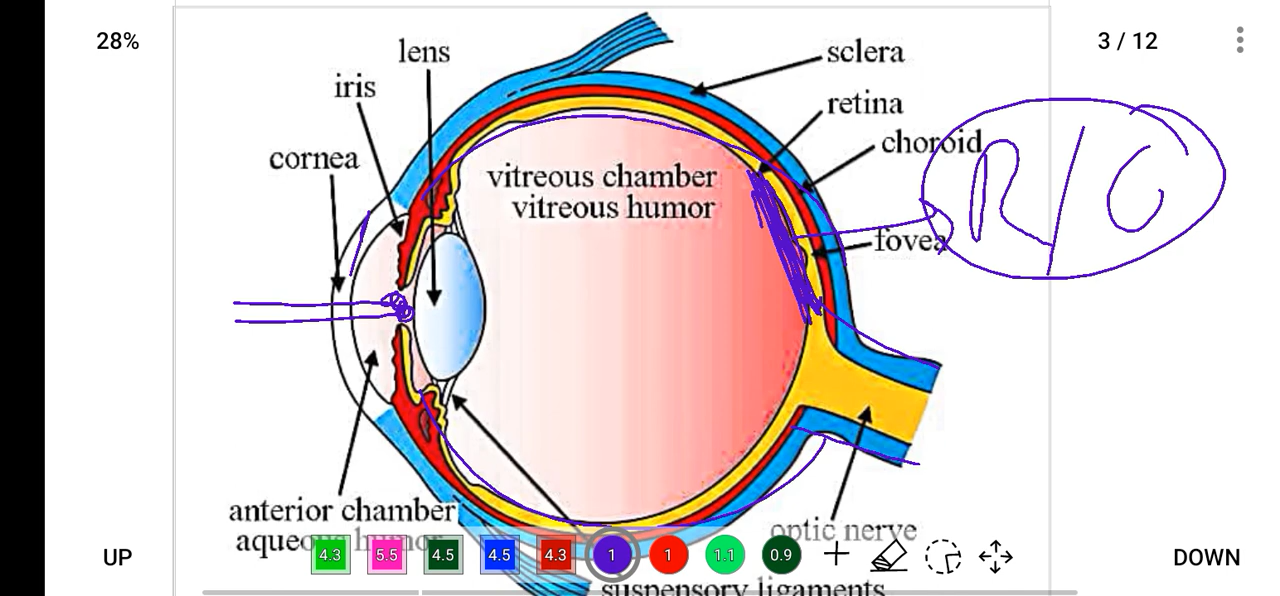 28%
3 / 12
lens
sclera
iris
retina
cornea
choroid
R/C
vitreous chamber
vitreous humor
fovea
anterior chamber
aqueous humor
optic nerve
4.3
5.5
4.5
4.5
4.3
1
1
1.1
0.9
UP
DOWN
suspensory ligaments